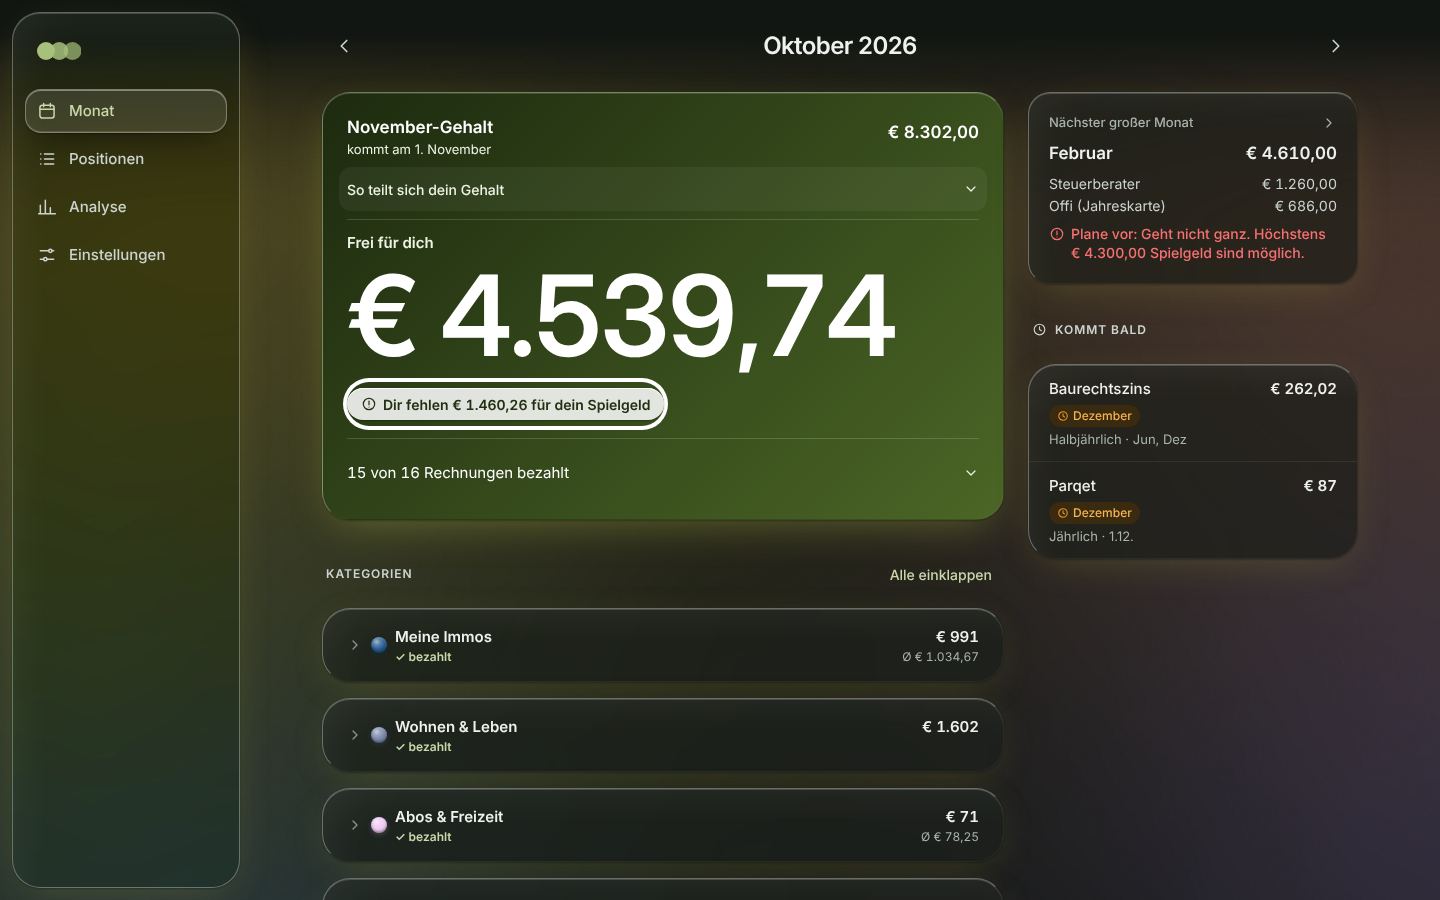 Monat
Positionen
Analyse
Einstellungen
Oktober 2026
November-Gehalt
€ 8.302,00
kommt am 1. November
So teilt sich dein Gehalt
Frei für dich
€ 4.539,74
Dir fehlen € 1.460,26 für dein Spielgeld
15 von 16 Rechnungen bezahlt
KATEGORIEN
Alle einklappen
Meine Immos
€ 991
✓ bezahlt
Ø € 1.034,67
Wohnen & Leben
€ 1.602
✓ bezahlt
Abos & Freizeit
€ 71
✓ bezahlt
Ø € 78,25
Nächster großer Monat
Februar
€ 4.610,00
Steuerberater
€ 1.260,00
Offi (Jahreskarte)
€ 686,00
Plane vor: Geht nicht ganz. Höchstens
€ 4.300,00 Spielgeld sind möglich.
KOMMT BALD
Baurechtszins
€ 262,02
Dezember
Halbjährlich · Jun, Dez
Parqet
€ 87
Dezember
Jährlich · 1.12.